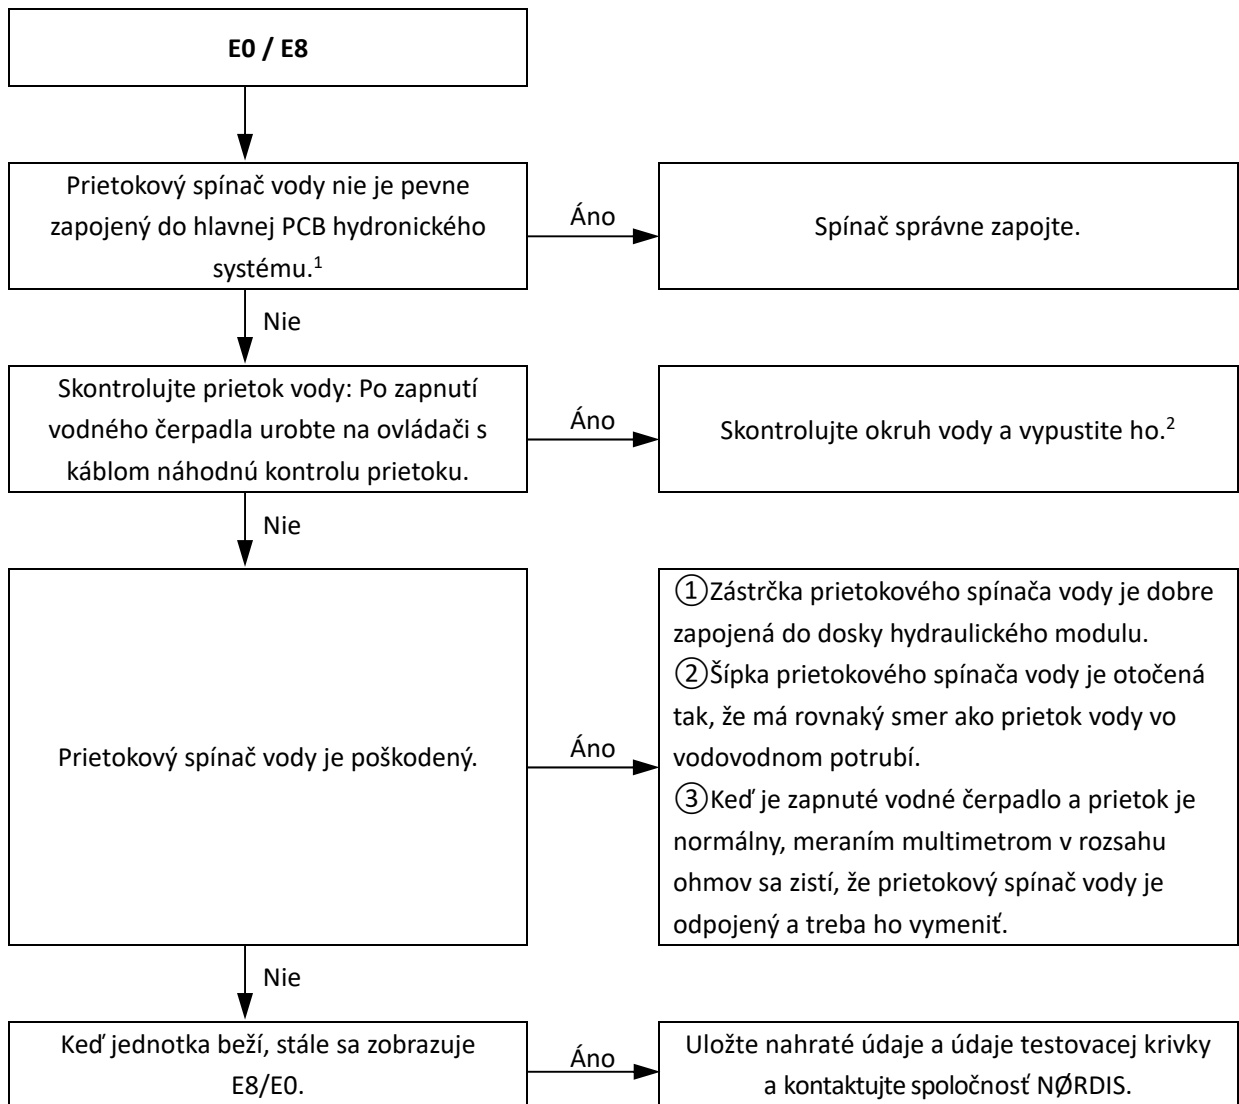 E0 / E8
Prietokový spínač vody nie je pevne
zapojený do hlavnej PCB hydronického
systému.1
Áno
Spínač správne zapojte.
Nie
Skontrolujte prietok vody: Po zapnutí
vodného čerpadla urobte na ovládači s
káblom náhodnú kontrolu prietoku.
Áno
Skontrolujte okruh vody a vypustite ho.2
Nie
Prietokový spínač vody je poškodený.
Áno
①Zástrčka prietokového spínača vody je dobre
zapojená do dosky hydraulického modulu.
②Šípka prietokového spínača vody je otočená
tak, že má rovnaký smer ako prietok vody vo
vodovodnom potrubí.
③Keď je zapnuté vodné čerpadlo a prietok je
normálny, meraním multimetrom v rozsahu
ohmov sa zistí, že prietokový spínač vody je
odpojený a treba ho vymeniť.
Nie
Keď jednotka beží, stále sa zobrazuje
E8/E0.
Áno
Uložte nahraté údaje a údaje testovacej krivky
a kontaktujte spoločnosť NØRDIS.